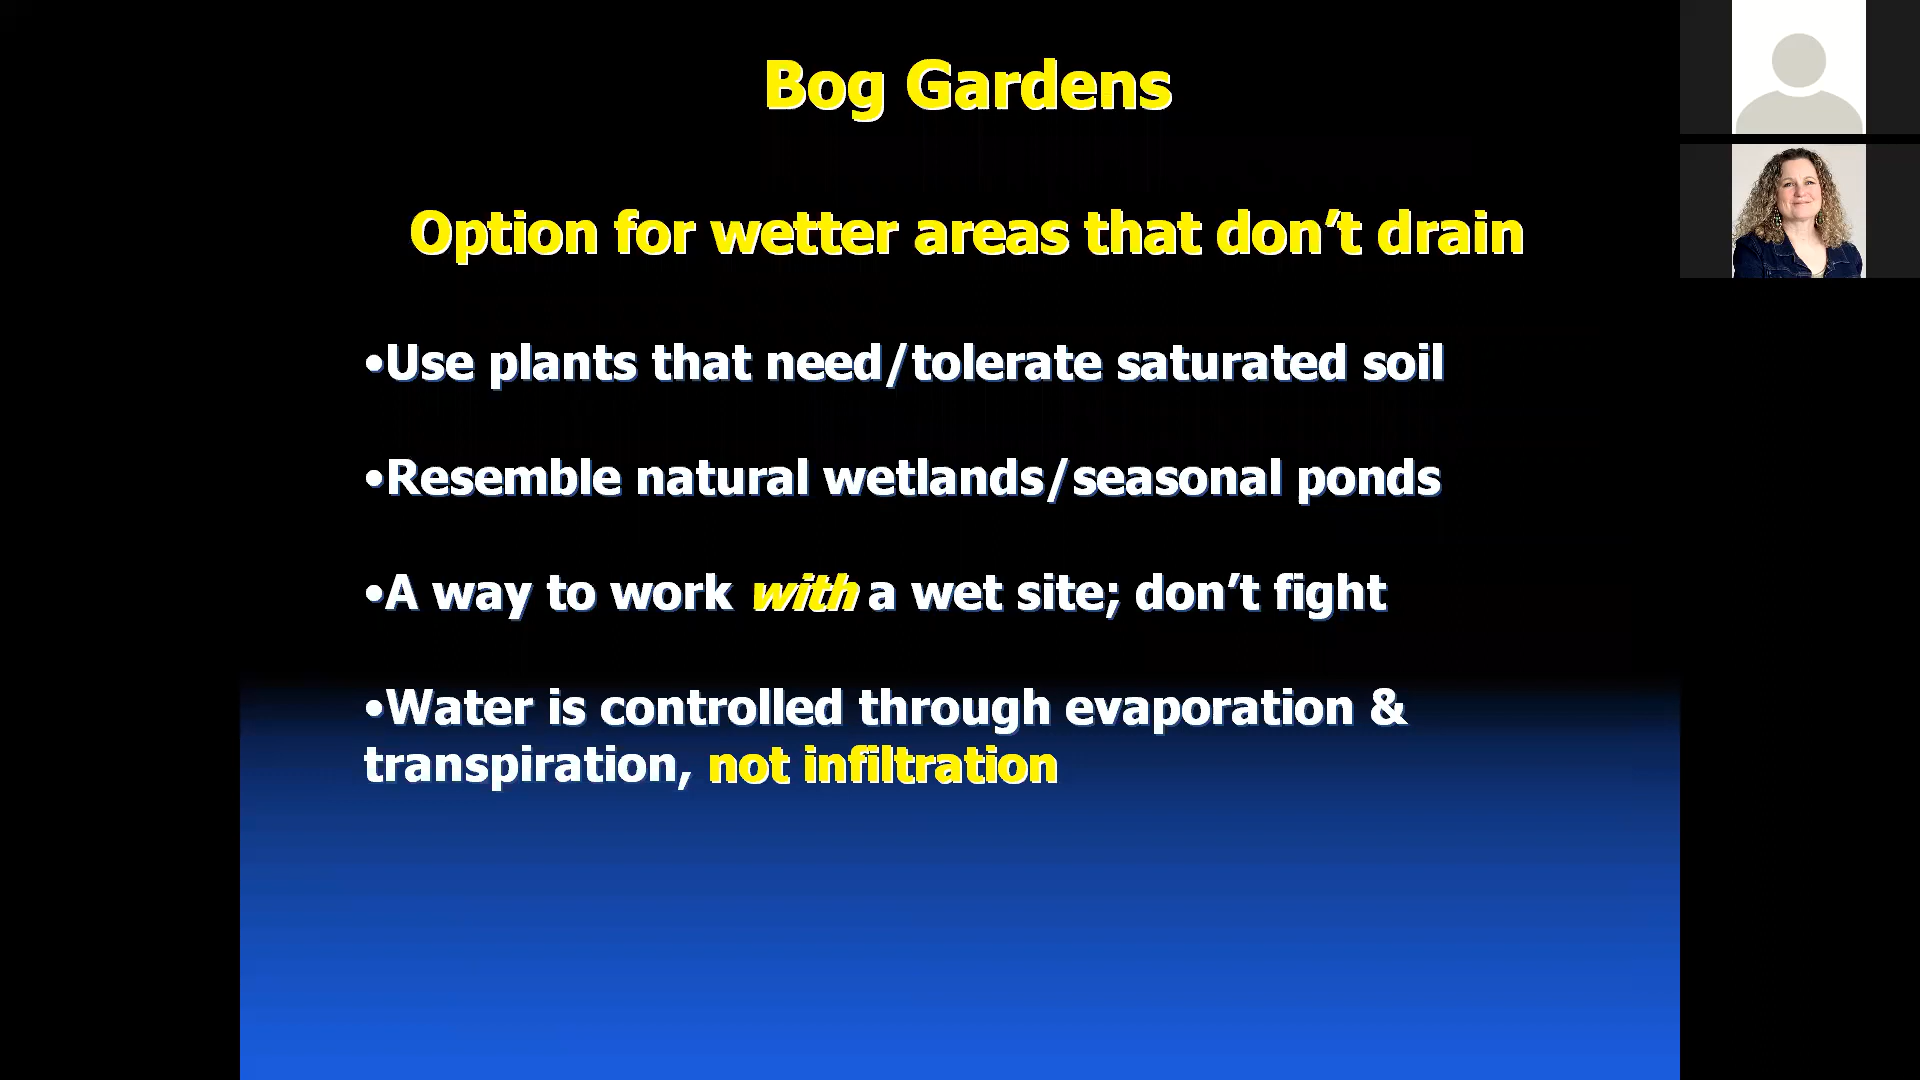 Bog Gardens
Option for wetter areas that don’t drain
•Use plants that need/tolerate saturated soil
•Resemble natural wetlands/seasonal ponds
•A way to work with a wet site; don’t fight
•Water is controlled through evaporation &
transpiration, not infiltration